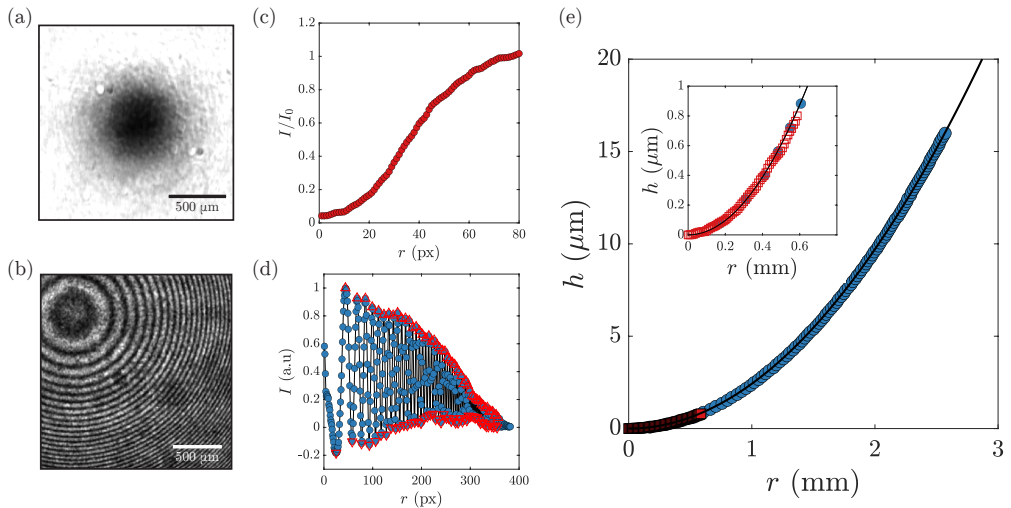 (a)
500 μm
(b)
500 μm
(c)
1.2
1
0.8
0.6
0.4
0.2
0
I/I0
0 20 40 60 80
r (px)
(d)
1
0.8
0.6
0.4
0.2
0
-0.2
I (a.u)
0 100 200 300 400
r (px)
(e)
20
15
10
5
0
h (μm)
0 1 2 3
r (mm)
1
0.8
0.6
0.4
0.2
0
h (μm)
0 0.2 0.4 0.6
r (mm)